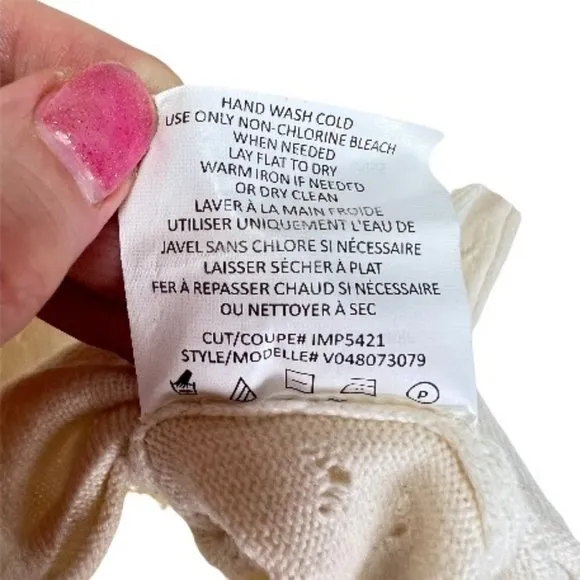 HAND WASH COLD
USE ONLY NON-CHLORINE BLEACH
WHEN NEEDED
LAY FLAT TO DRY
WARM IRON IF NEEDED
OR DRY CLEAN
LAVER À LA MAIN FROIDE
UTILISER UNIQUEMENT L'EAU DE
JAVEL SANS CHLORE SI NÉCESSAIRE
LAISSER SÉCHER À PLAT
FER À REPASSER CHAUD SI NÉCESSAIRE
OU NETTOYER À SEC
CUT/COUPE# IMP5421
STYLE/MODELLE# V048073079
P